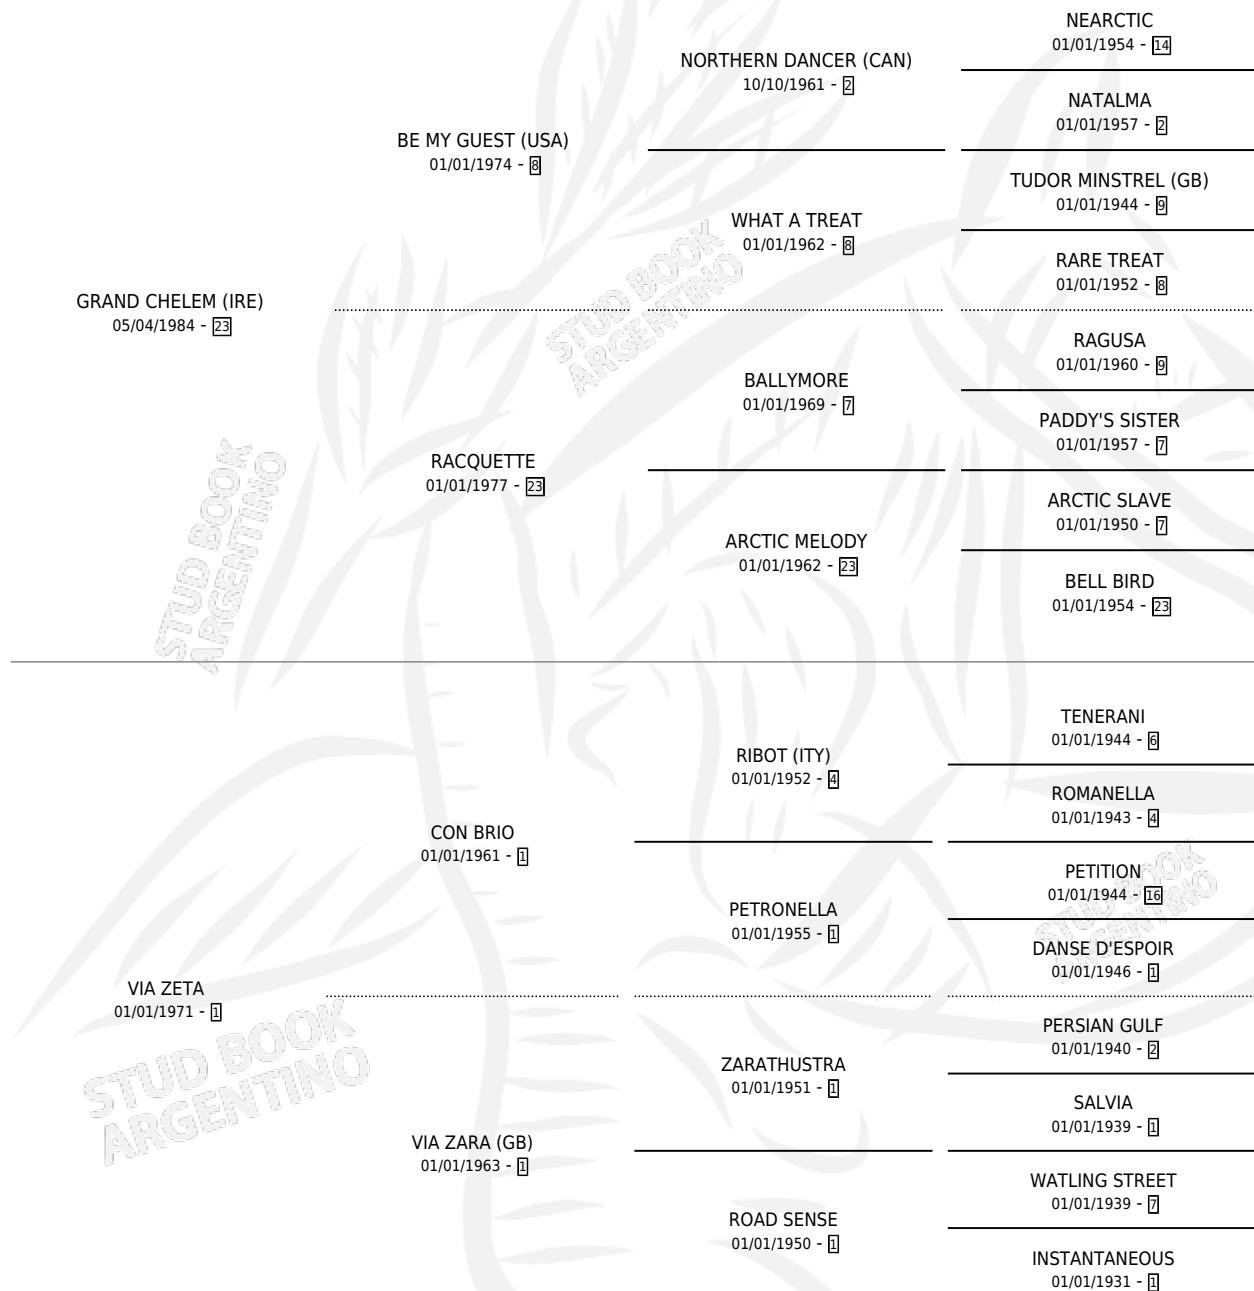 NEARCTIC
01/01/1954 - 14
NORTHERN DANCER (CAN)
10/10/1961 - 2
NATALMA
01/01/1957 - 2
BE MY GUEST (USA)
01/01/1974 - 8
TUDOR MINSTREL (GB)
01/01/1944 - 9
WHAT A TREAT
01/01/1962 - 8
RARE TREAT
01/01/1952 - 8
GRAND CHELEM (IRE)
05/04/1984 - 23
STUD BOOK
ARGENTINO
RAGUSA
01/01/1960 - 9
BALLYMORE
01/01/1969 - 7
PADDY'S SISTER
01/01/1957 - 7
RACQUETTE
01/01/1977 - 23
ARCTIC SLAVE
01/01/1950 - 7
ARCTIC MELODY
01/01/1962 - 23
BELL BIRD
01/01/1954 - 23
STUD BOOK
ARGENTINO
TENERANI
01/01/1944 - 6
RIBOT (ITY)
01/01/1952 - 4
ROMANELLA
01/01/1943 - 4
CON BRIO
01/01/1961 - 1
PETITION
01/01/1944 - 16
PETRONELLA
01/01/1955 - 1
STUD BOOK
ARGENTINO
DANSE D'ESPOIR
01/01/1946 - 1
VIA ZETA
01/01/1971 - 1
STUD BOOK
ARGENTINO
PERSIAN GULF
01/01/1940 - 2
ZARATHUSTRA
01/01/1951 - 1
SALVIA
01/01/1939 - 1
VIA ZARA (GB)
01/01/1963 - 1
WATLING STREET
01/01/1939 - 7
ROAD SENSE
01/01/1950 - 1
INSTANTANEOUS
01/01/1931 - 1